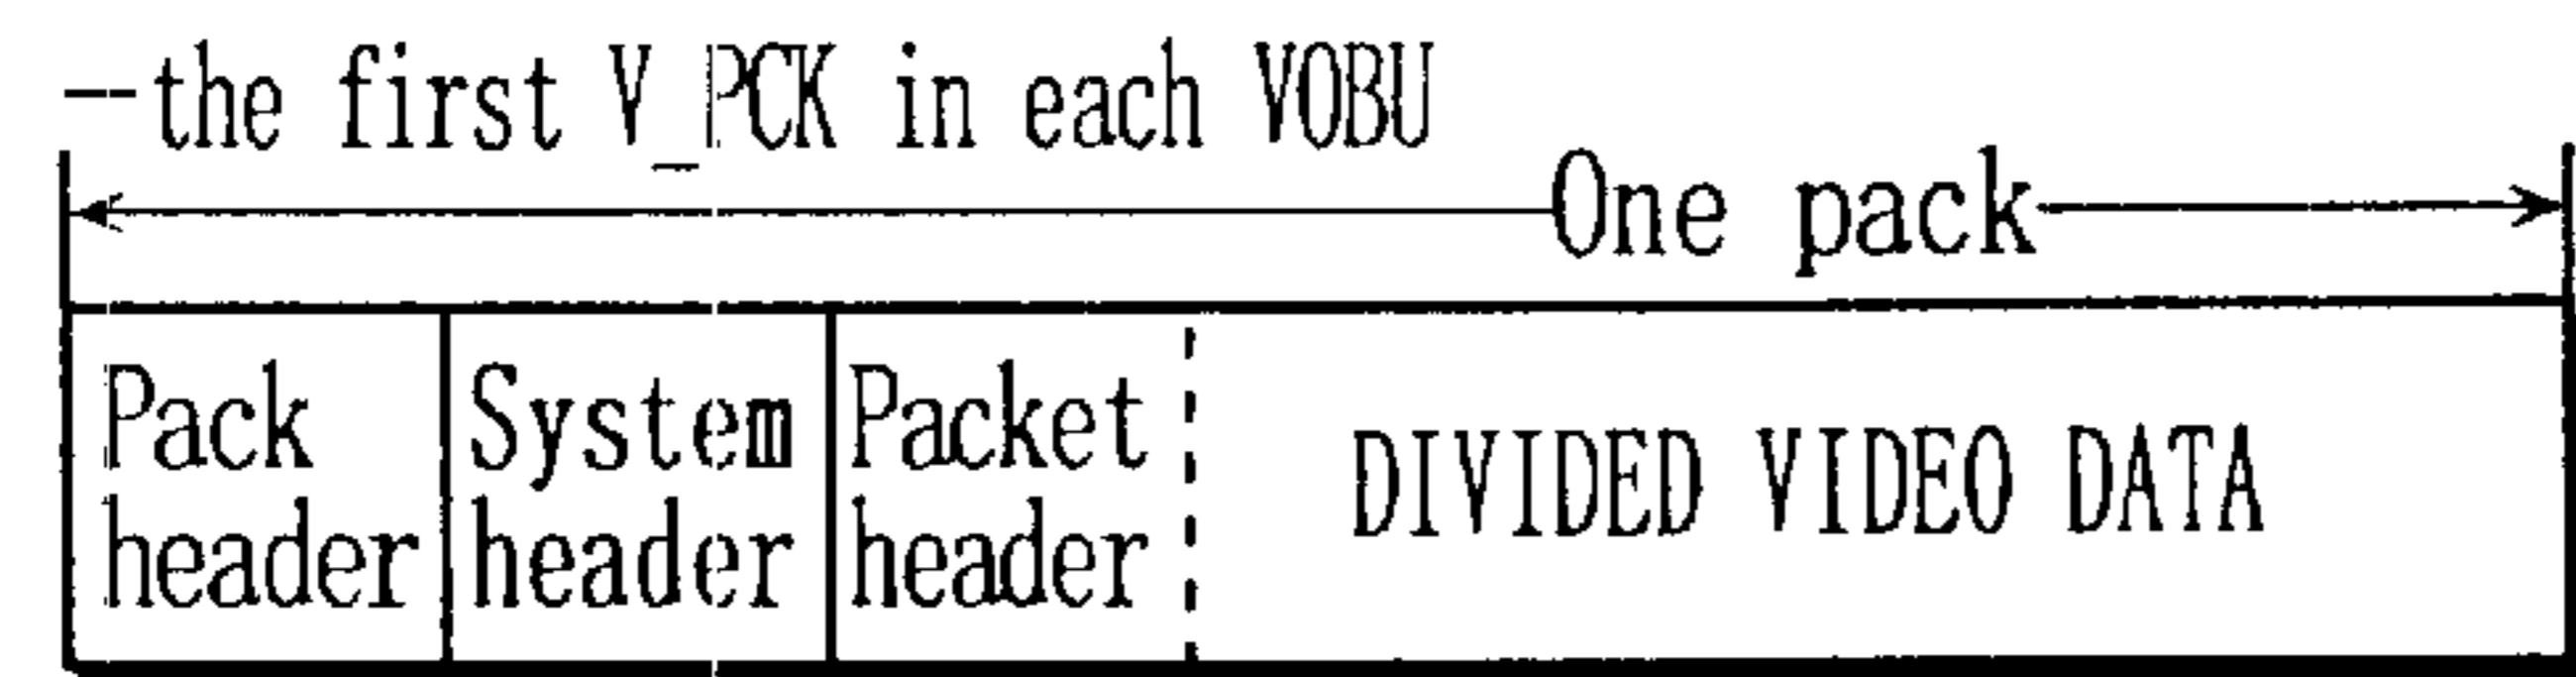 --the first V_PCK in each VOBU
One pack
Pack header
System header
Packet header
DIVIDED VIDEO DATA